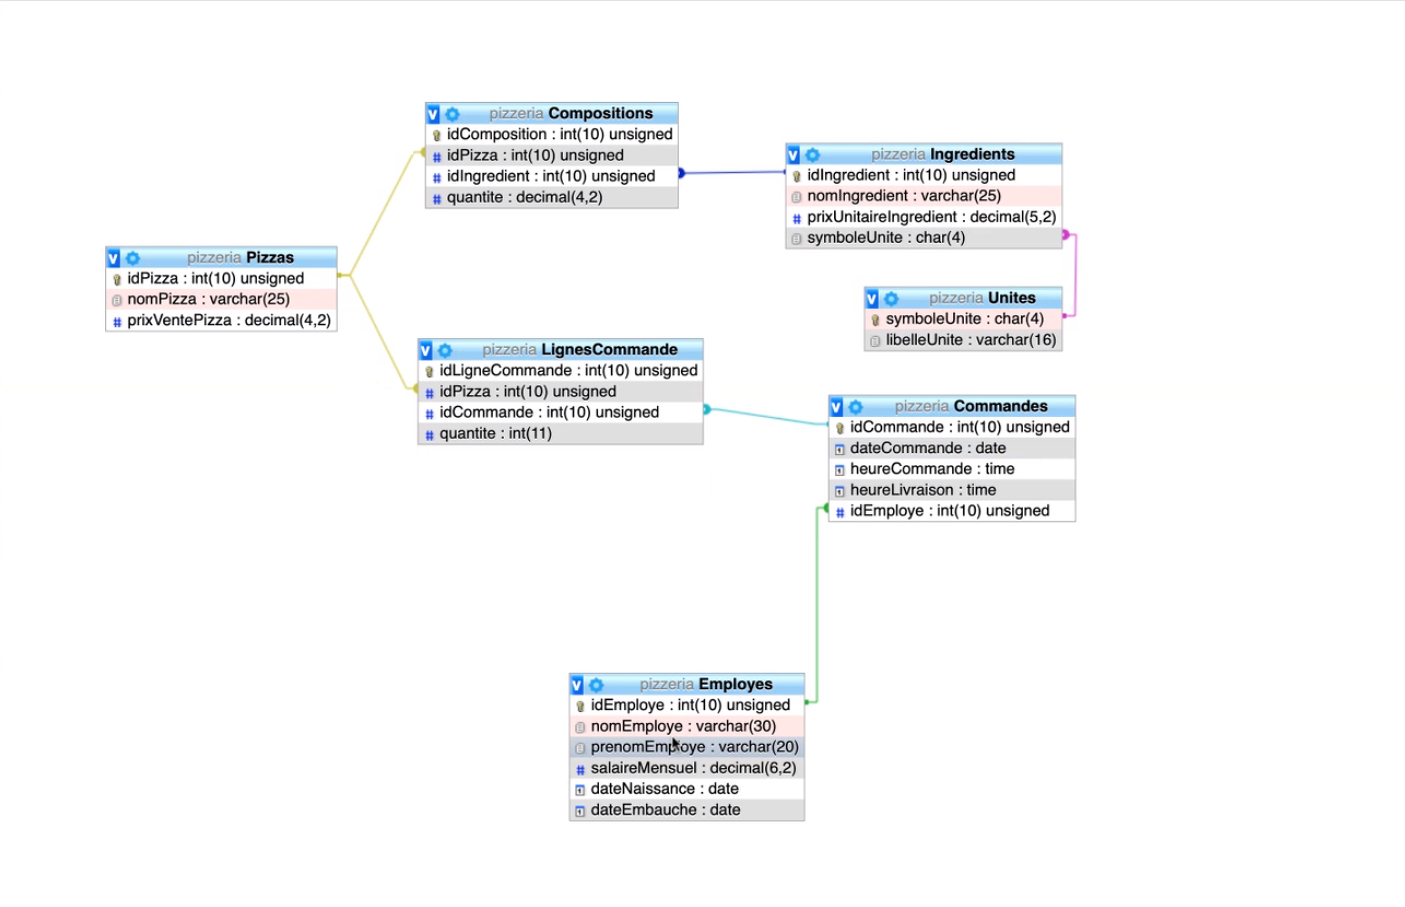 pizzeria Compositions
idComposition : int(10) unsigned
idPizza : int(10) unsigned
idIngredient : int(10) unsigned
quantite : decimal(4,2)
pizzeria Ingredients
idIngredient : int(10) unsigned
nomIngredient : varchar(25)
prixUnitaireIngredient : decimal(5,2)
symboleUnite : char(4)
pizzeria Pizzas
idPizza : int(10) unsigned
nomPizza : varchar(25)
prixVentePizza : decimal(4,2)
pizzeria Unites
symboleUnite : char(4)
libelleUnite : varchar(16)
pizzeria LignesCommande
idLigneCommande : int(10) unsigned
idPizza : int(10) unsigned
idCommande : int(10) unsigned
quantite : int(11)
pizzeria Commandes
idCommande : int(10) unsigned
dateCommande : date
heureCommande : time
heureLivraison : time
idEmploye : int(10) unsigned
pizzeria Employes
idEmploye : int(10) unsigned
nomEmploye : varchar(30)
prenomEmploye : varchar(20)
salaireMensuel : decimal(6,2)
dateNaissance : date
dateEmbauche : date